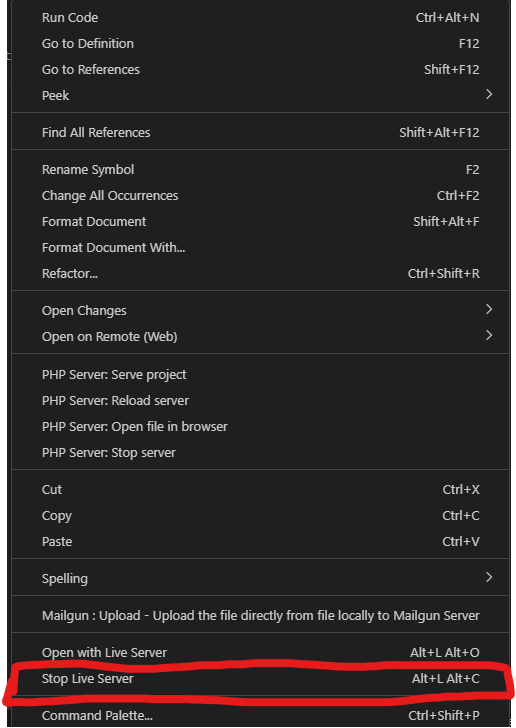 Run Code Ctrl+Alt+N
Go to Definition F12
Go to References Shift+F12
Peek
Find All References Shift+Alt+F12
Rename Symbol F2
Change All Occurrences Ctrl+F2
Format Document Shift+Alt+F
Format Document With...
Refactor... Ctrl+Shift+R
Open Changes
Open on Remote (Web)
PHP Server: Serve project
PHP Server: Reload server
PHP Server: Open file in browser
PHP Server: Stop server
Cut Ctrl+X
Copy Ctrl+C
Paste Ctrl+V
Spelling
Mailgun : Upload - Upload the file directly from file locally to Mailgun Server
Open with Live Server Alt+L Alt+O
Stop Live Server Alt+L Alt+C
Command Palette... Ctrl+Shift+P